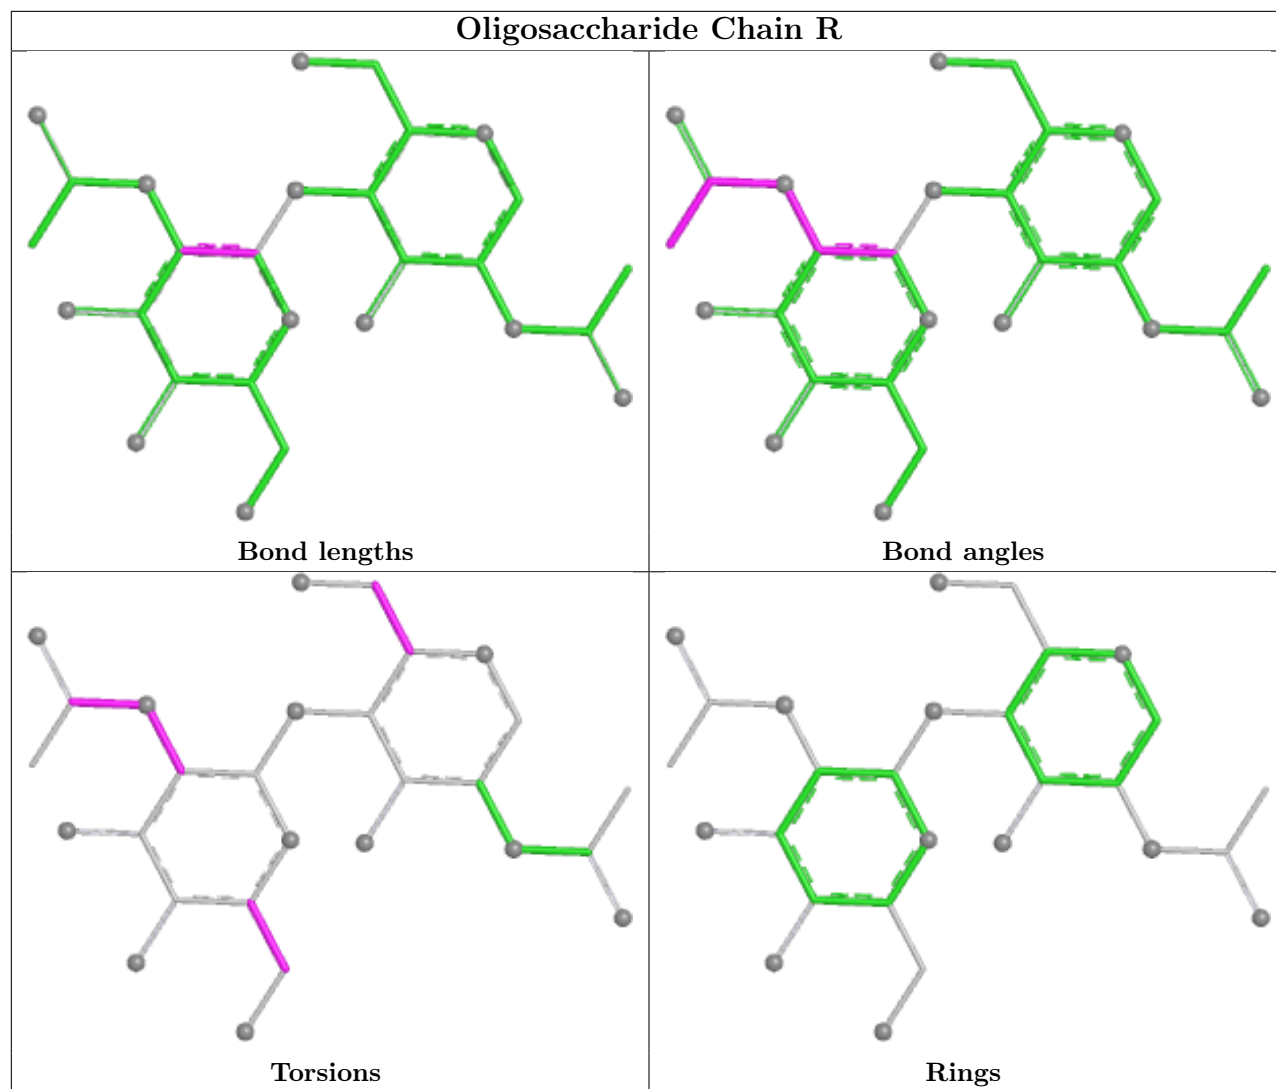 Oligosaccharide Chain R
Bond lengths
Bond angles
Torsions
Rings